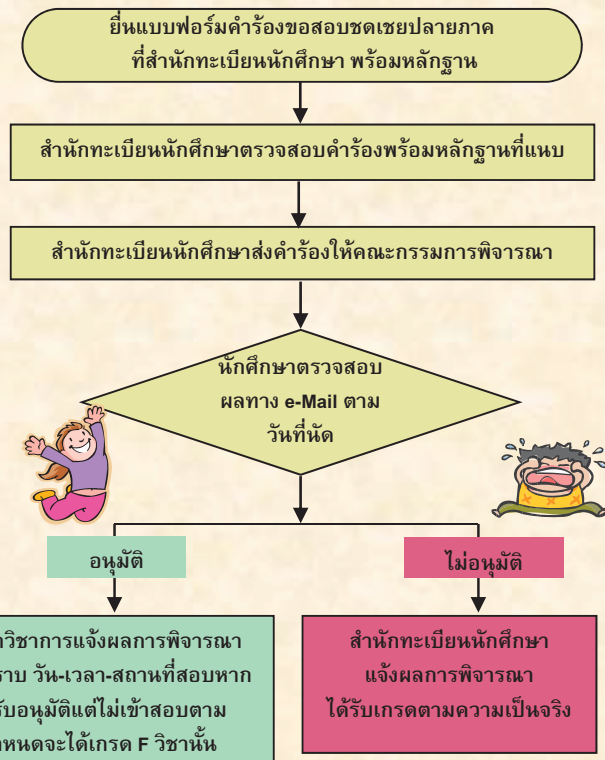 ยื่นแบบฟอร์มคำร้องขอสอบชดเชยปลายภาค
ที่สำนักทะเบียนนักศึกษา พร้อมหลักฐาน
สำนักทะเบียนนักศึกษาตรวจสอบคำร้องพร้อมหลักฐานที่แนบ
สำนักทะเบียนนักศึกษาส่งคำร้องให้คณะกรรมการพิจารณา
นักศึกษาตรวจสอบ
ผลทาง e-Mail ตาม
วันที่นัด
อนุมัติ
ไม่อนุมัติ
วิชาการแจ้งผลการพิจารณา
วัน-เวลา-สถานที่สอบหาก
อนุมัติแต่ไม่เข้าสอบตาม
จะได้เกรด F วิชานั้น
สำนักทะเบียนนักศึกษา
แจ้งผลการพิจารณา
ได้รับเกรดตามความเป็นจริง